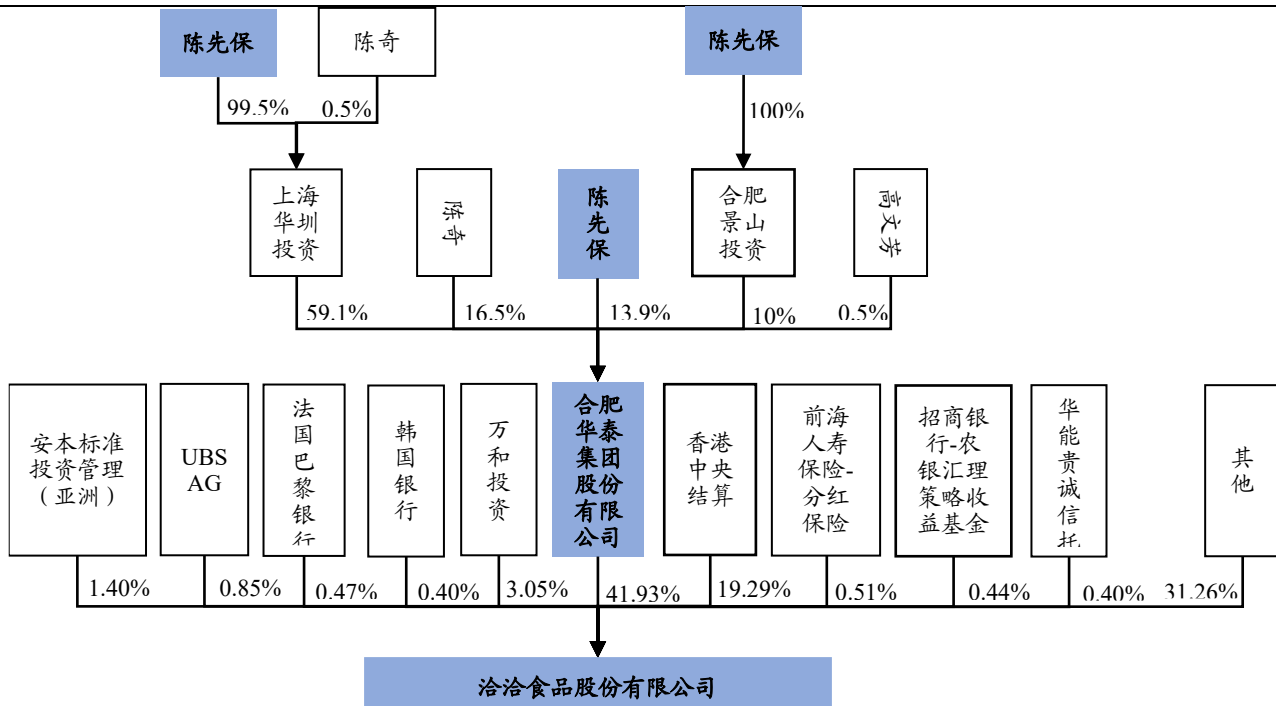 陈先保
陈奇
陈先保
99.5%
0.5%
100%
上海
华圳
投资
陈奇
陈先保
合肥
景山
投资
高文芳
59.1%
16.5%
13.9%
10%
0.5%
安本标准
投资管理
（亚洲）
UBS
AG
法国巴黎银行
韩国银行
万和投资
合肥
华泰
集团
股份
有限
公司
香港
中央
结算
前海
人寿
保险-
分红
保险
招商银
行-农
银汇理
策略收
益基金
华能贵诚信托
其他
1.40%
0.85%
0.47%
0.40%
3.05%
41.93%
19.29%
0.51%
0.44%
0.40%
31.26%
洽洽食品股份有限公司